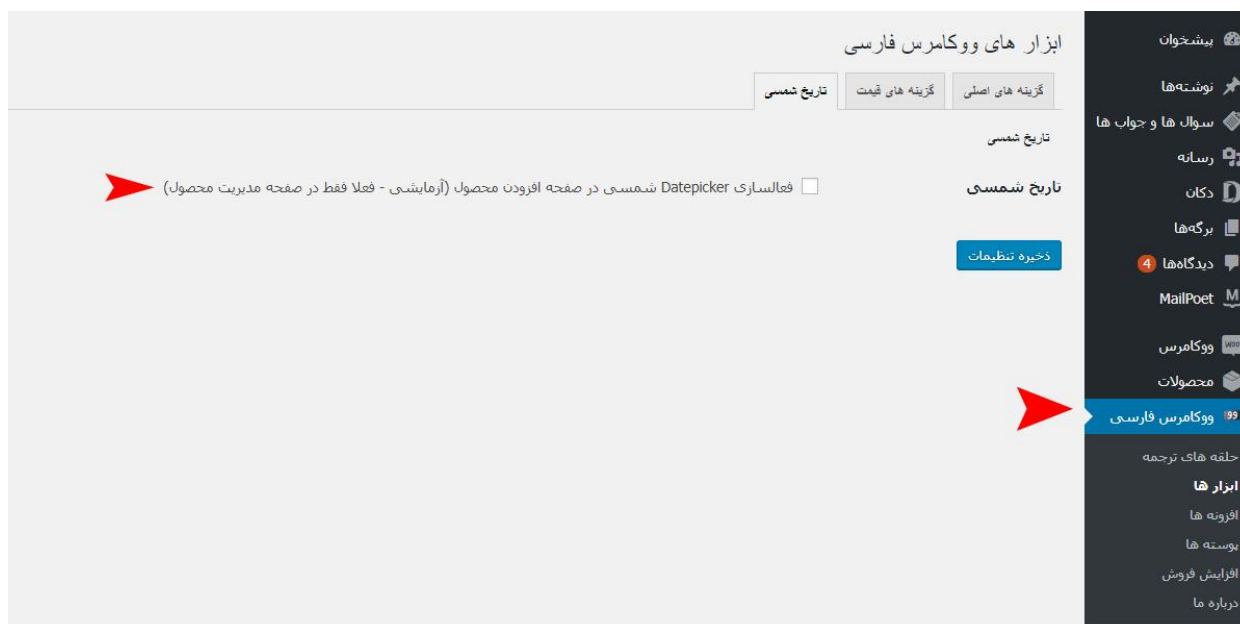 پیشخوان
نوشته‌ها
سوال ها و جواب ها
رسانه
دکان
برگه‌ها
دیدگاه‌ها 4
MailPoet
ووکامرس
محصولات
ووکامرس فارسی
حلقه های ترجمه
ابزار ها
افزونه ها
پوسته ها
افزایش فروش
درباره ما
ابزار های ووکامرس فارسی
گزینه های اصلی گزینه های قیمت تاریخ شمسی
تاریخ شمسی
تاریخ شمسی فعالسازی Datepicker شمسی در صفحه افزودن محصول (آزمایشی - فعلا فقط در صفحه مدیریت محصول)
ذخیره تنظیمات